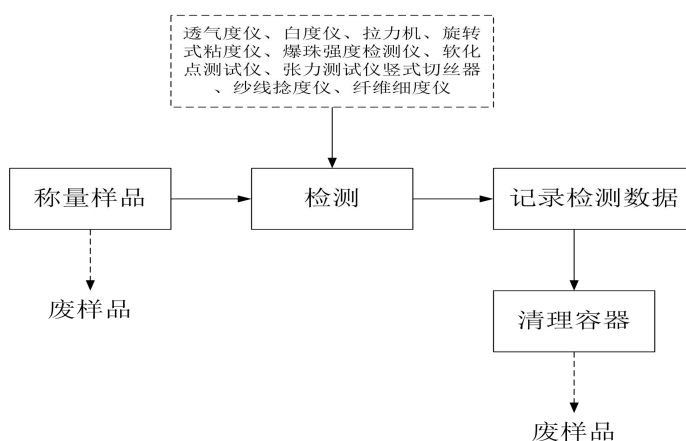 透气度仪、白度仪、拉力机、旋转
式粘度仪、爆珠强度检测仪、软化
点测试仪、张力测试仪竖式切丝器
、纱线捻度仪、纤维细度仪
称量样品
检测
记录检测数据
废样品
清理容器
废样品